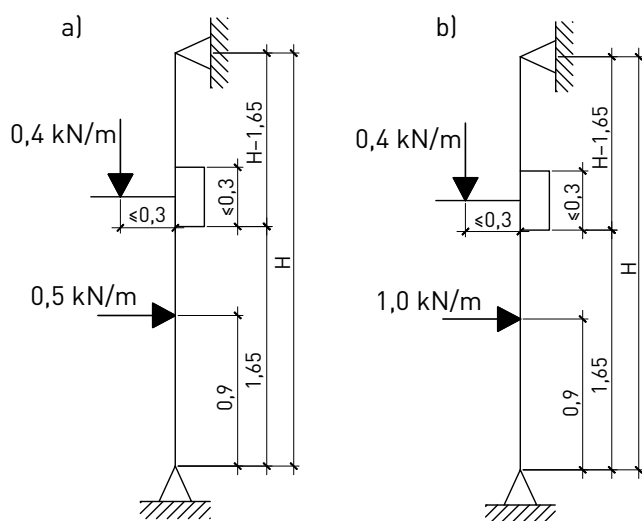 a)
0,4 kN/m
≤0,3
≤0,3
H–1,65
H
0,5 kN/m
0,9
1,65
b)
0,4 kN/m
≤0,3
≤0,3
H–1,65
H
1,0 kN/m
0,9
1,65